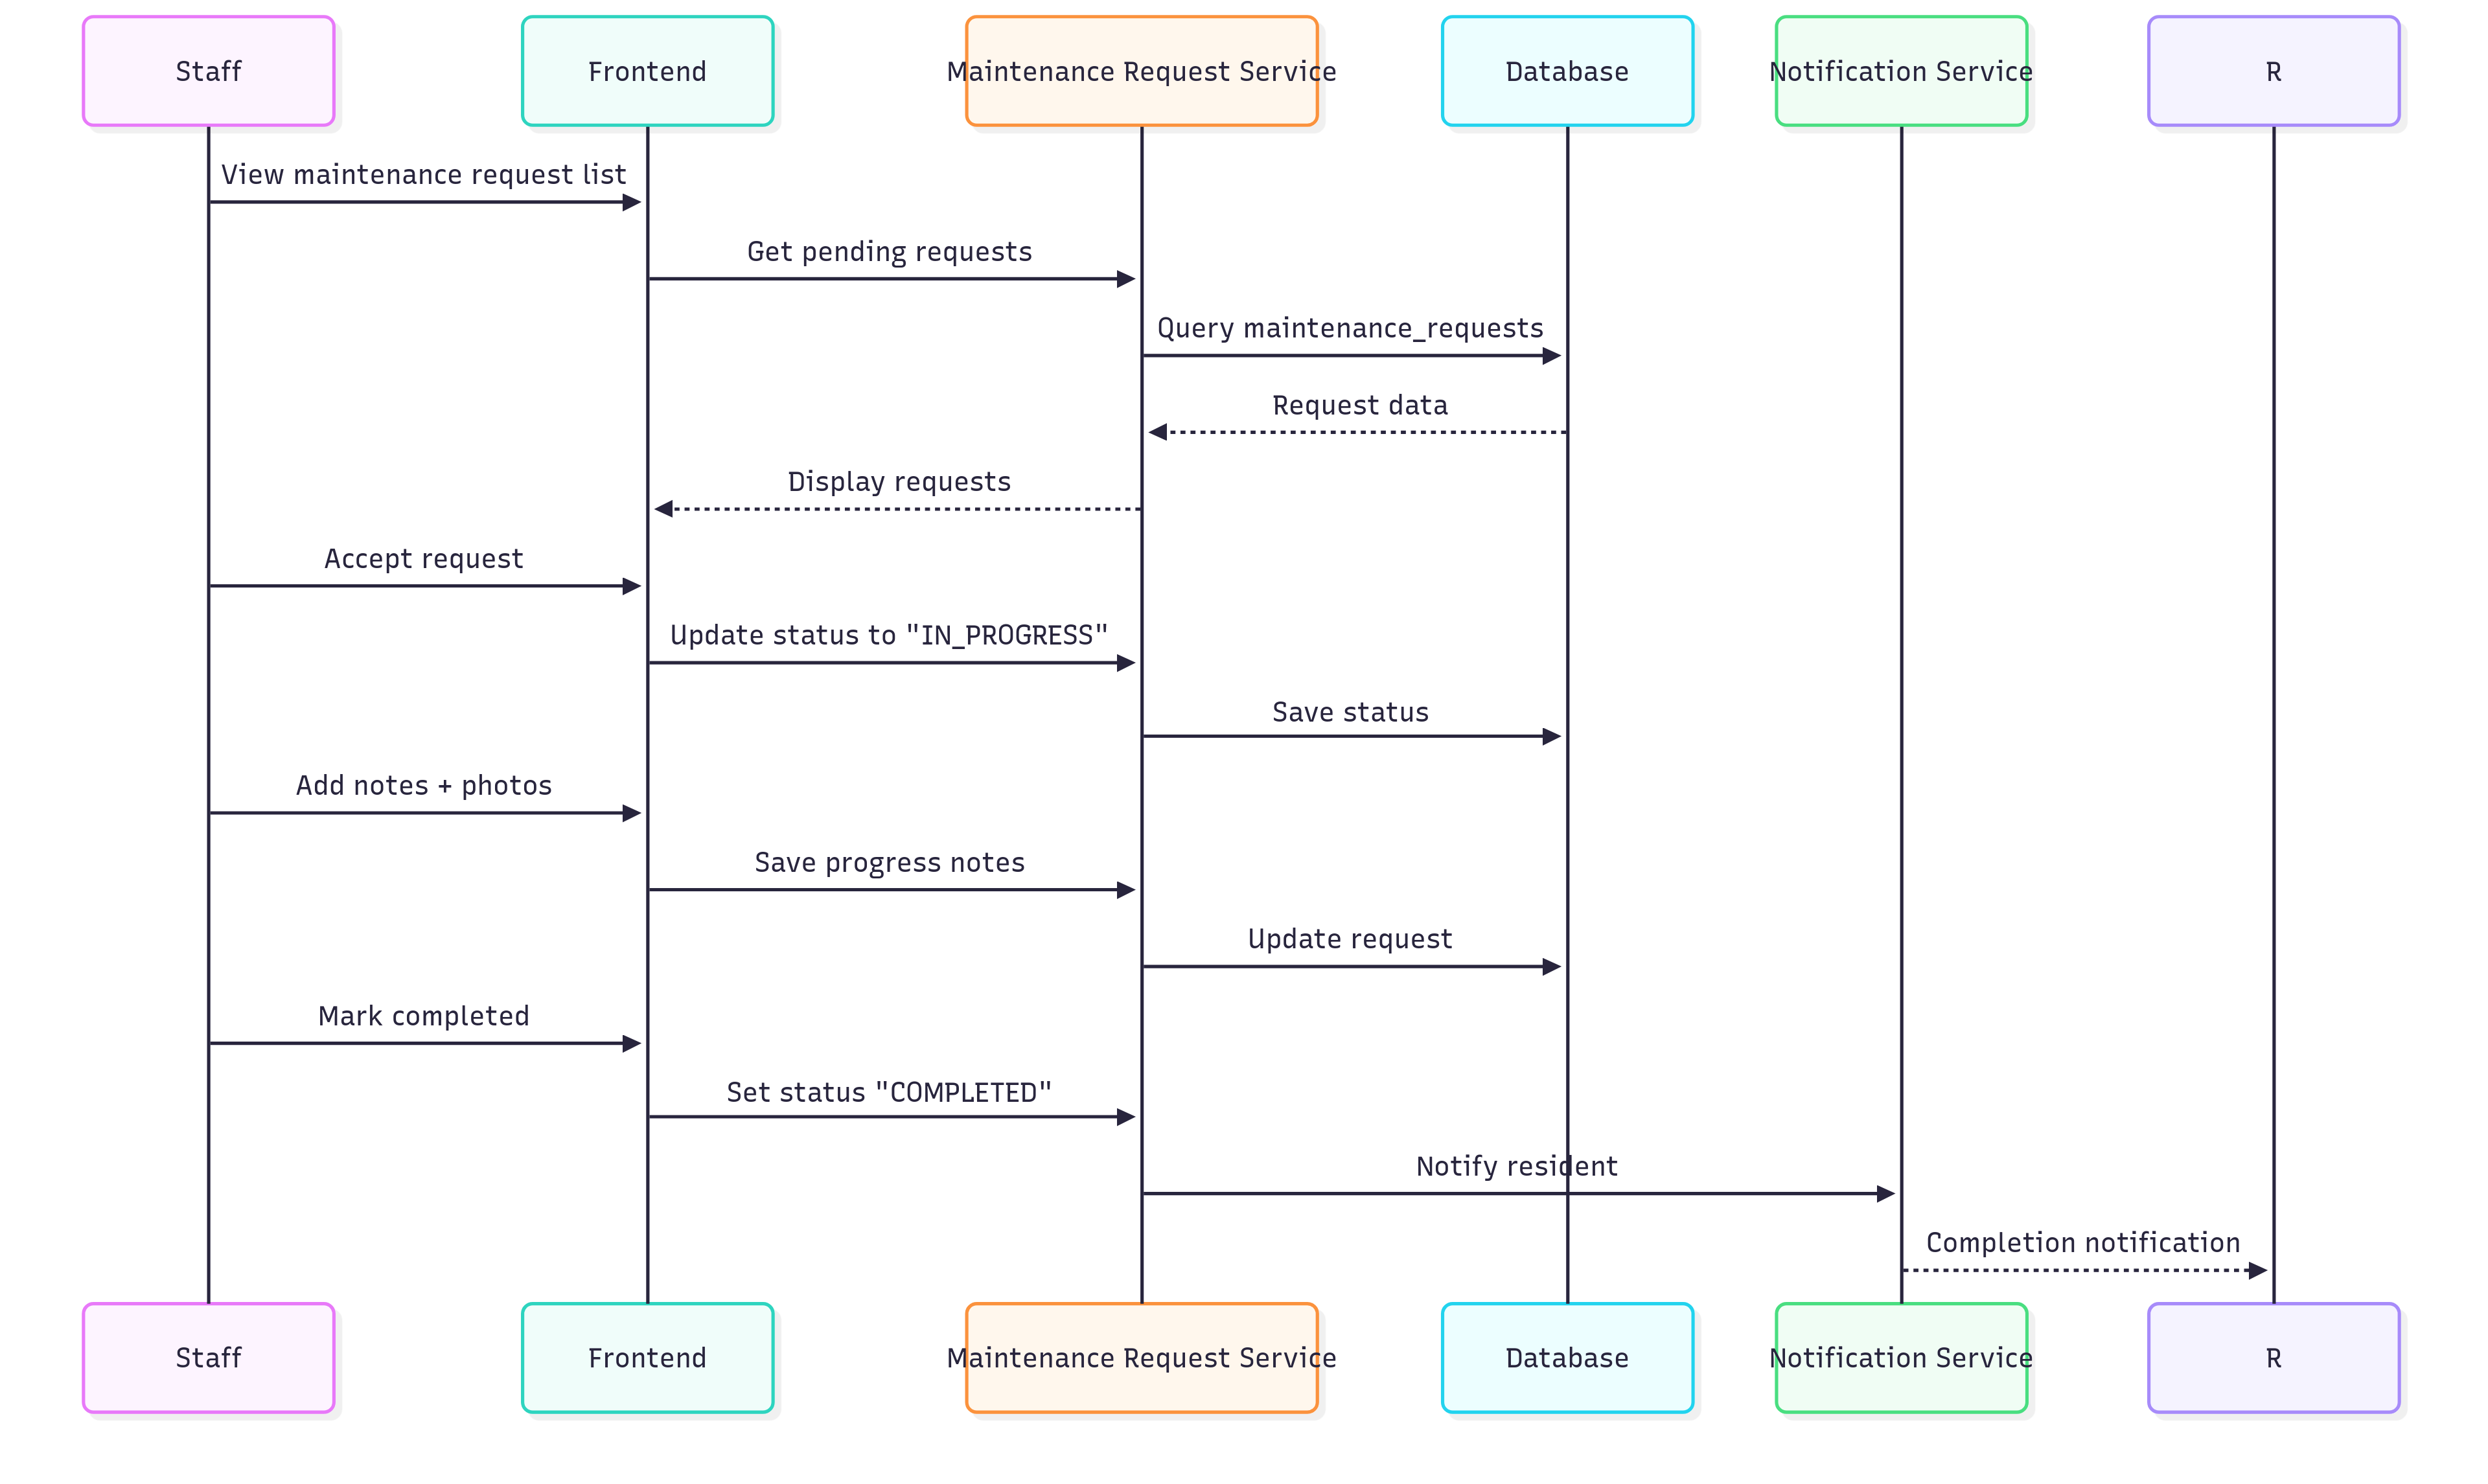 Staff
Frontend
Maintenance Request Service
Database
Notification Service
R
View maintenance request list
Get pending requests
Query maintenance_requests
Request data
Display requests
Accept request
Update status to "IN_PROGRESS"
Save status
Add notes + photos
Save progress notes
Update request
Mark completed
Set status "COMPLETED"
Notify resident
Completion notification
Staff
Frontend
Maintenance Request Service
Database
Notification Service
R